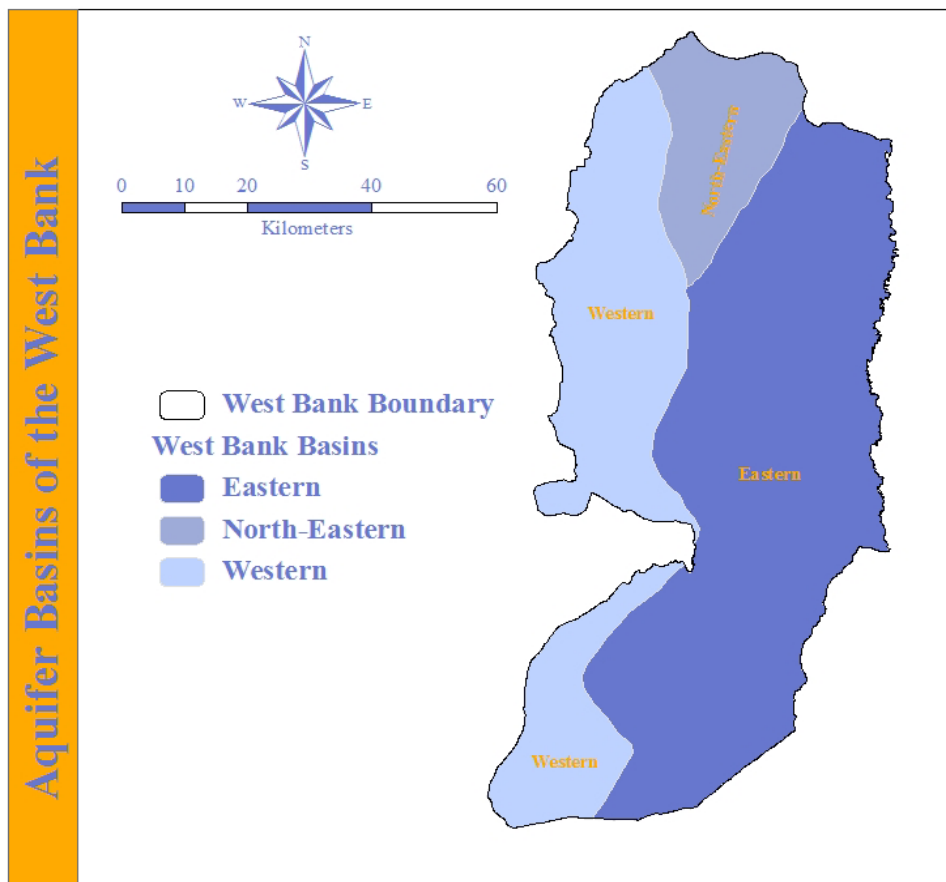 Aquifer Basins of the West Bank
N
W
E
S
0 10 20 40 60
Kilometers
West Bank Boundary
West Bank Basins
Eastern
North-Eastern
Western
North-Eastern
Western
Eastern
Western